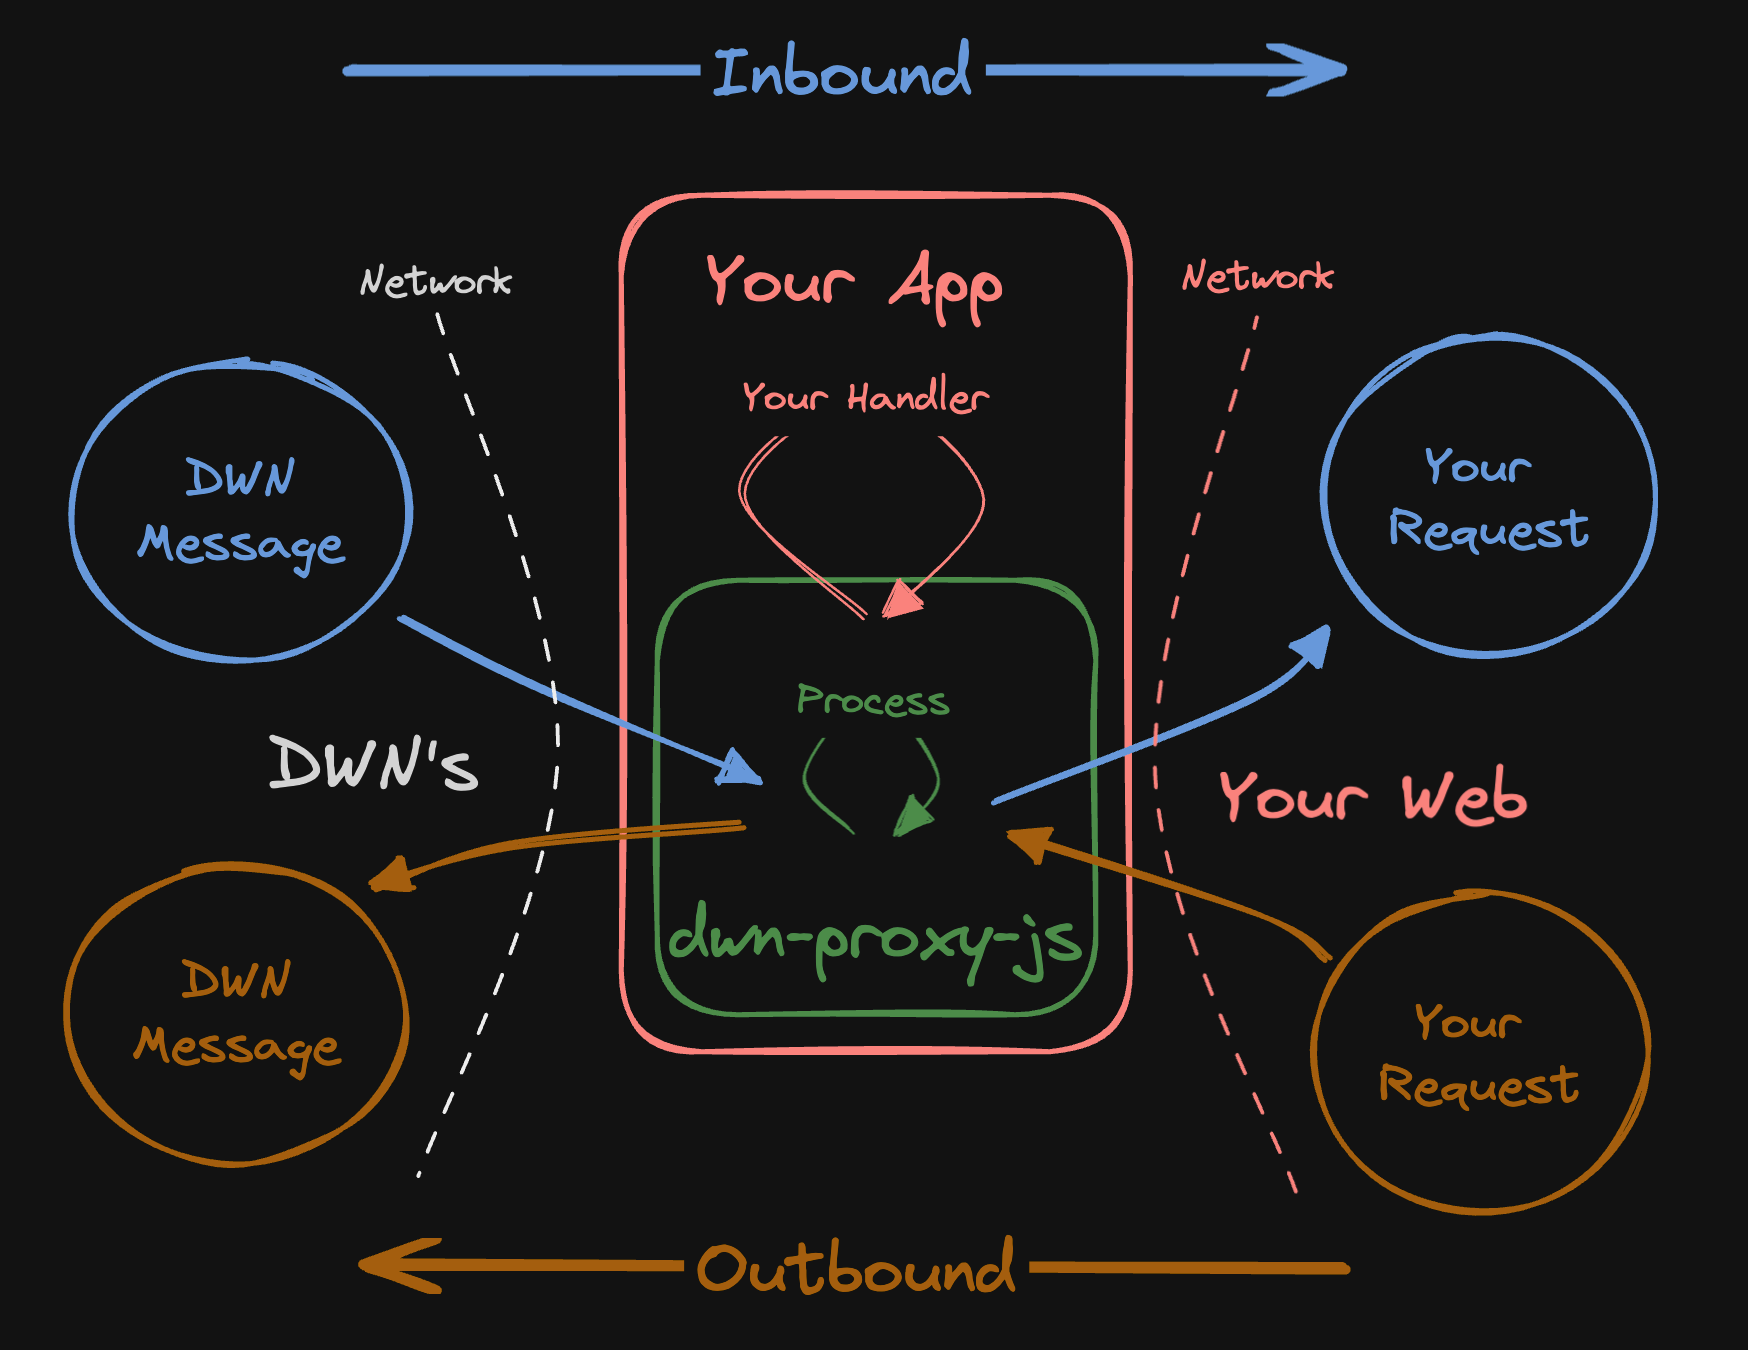 Inbound
Network
Your App
Network
Your Handler
DWN
Message
Your
Request
Process
DWN's
Your Web
dwn-proxy-js
DWN
Message
Your
Request
Outbound